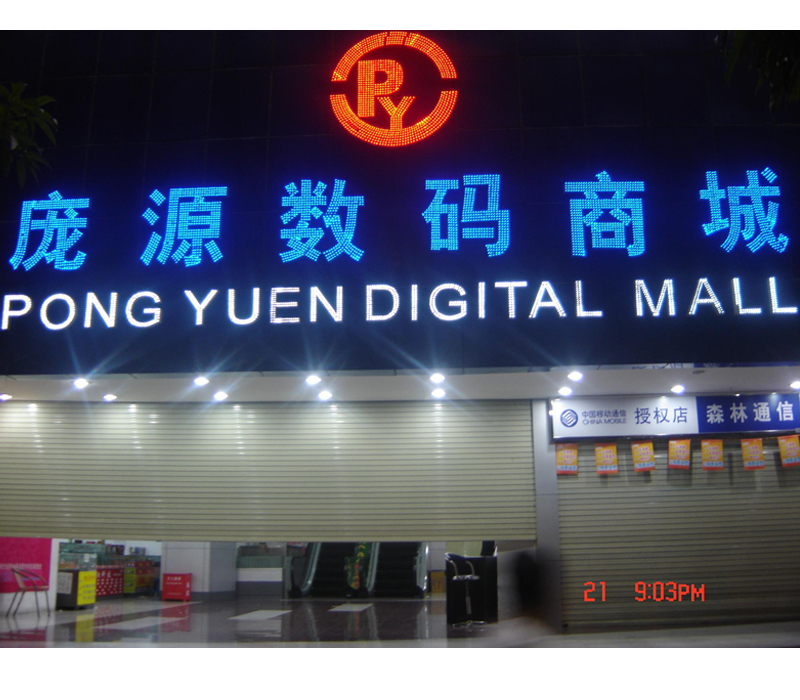 PY
庞源数码商城
PONG YUEN DIGITAL MALL
中国移动通信 授权店 森林通信
CHINA MOBILE
21 9:03PM